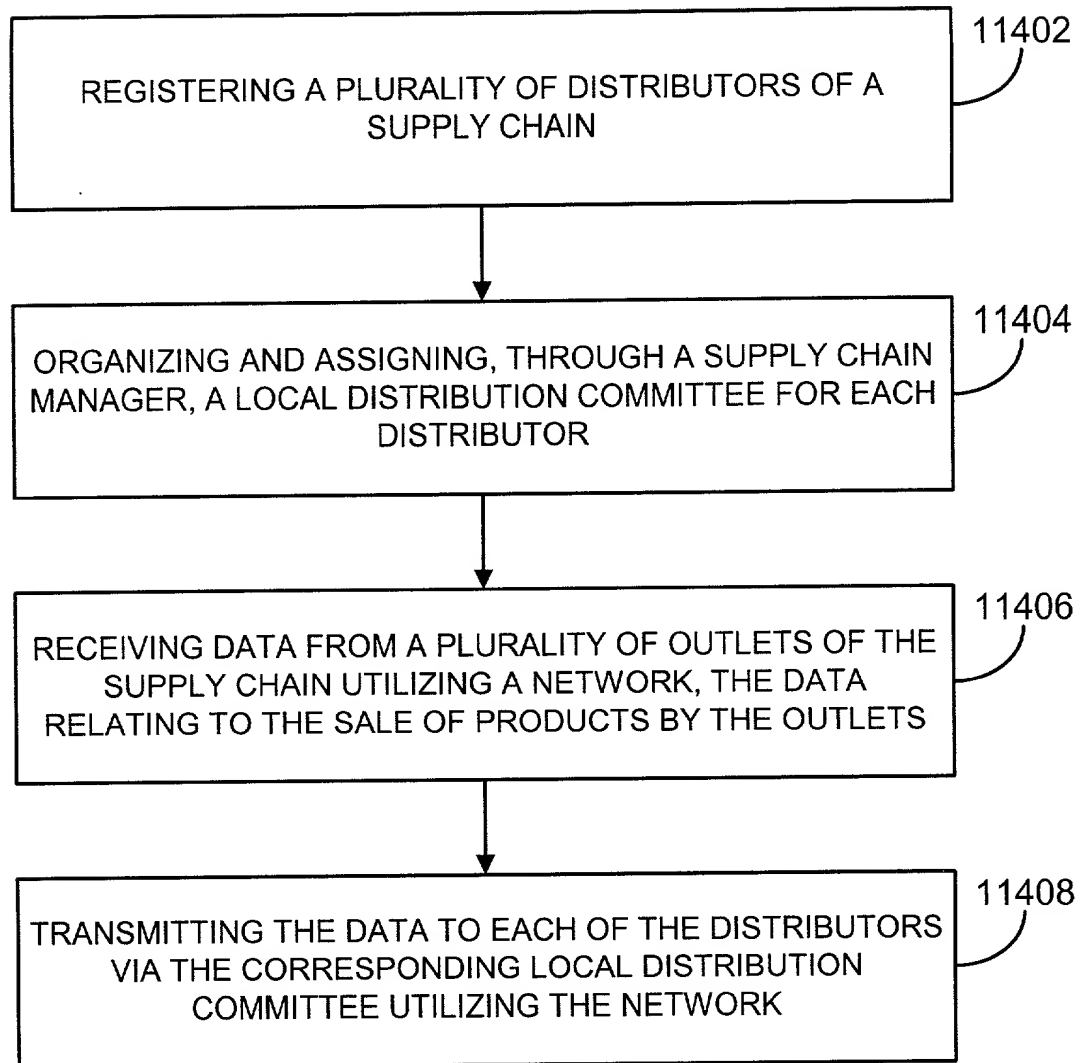 11402
REGISTERING A PLURALITY OF DISTRIBUTORS OF A
SUPPLY CHAIN
11404
ORGANIZING AND ASSIGNING, THROUGH A SUPPLY CHAIN
MANAGER, A LOCAL DISTRIBUTION COMMITTEE FOR EACH
DISTRIBUTOR
11406
RECEIVING DATA FROM A PLURALITY OF OUTLETS OF THE
SUPPLY CHAIN UTILIZING A NETWORK, THE DATA
RELATING TO THE SALE OF PRODUCTS BY THE OUTLETS
11408
TRANSMITTING THE DATA TO EACH OF THE DISTRIBUTORS
VIA THE CORRESPONDING LOCAL DISTRIBUTION
COMMITTEE UTILIZING THE NETWORK